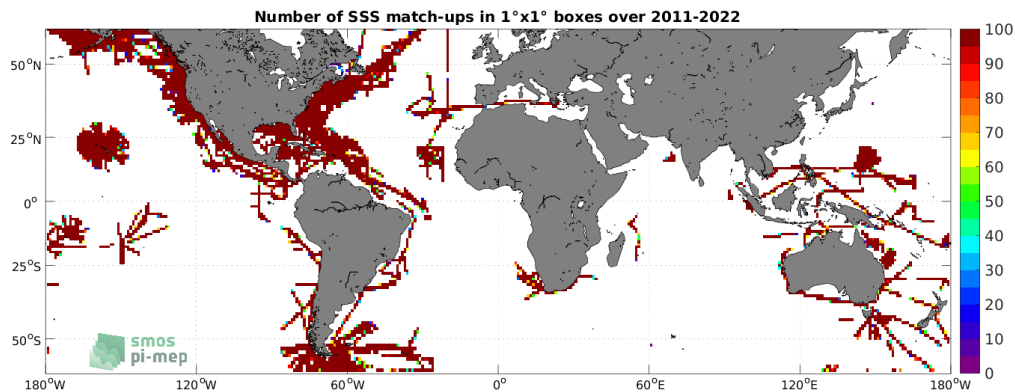 Number of SSS match-ups in 1°x1° boxes over 2011-2022
50°N
25°N
0°
25°S
50°S
180°W
120°W
60°W
0°
60°E
120°E
180°W
100
90
80
70
60
50
40
30
20
10
0
smos
pi-mep